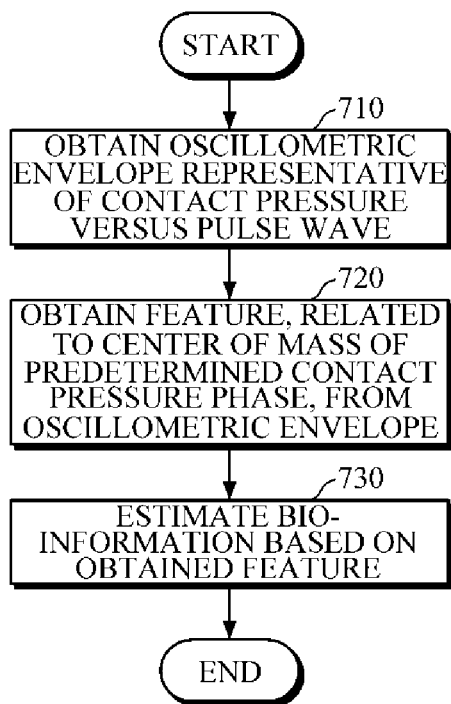 START
710
OBTAIN OSCILLOMETRIC
ENVELOPE REPRESENTATIVE
OF CONTACT PRESSURE
VERSUS PULSE WAVE
720
OBTAIN FEATURE, RELATED
TO CENTER OF MASS OF
PREDETERMINED CONTACT
PRESSURE PHASE, FROM
OSCILLOMETRIC ENVELOPE
730
ESTIMATE BIO-
INFORMATION BASED ON
OBTAINED FEATURE
END